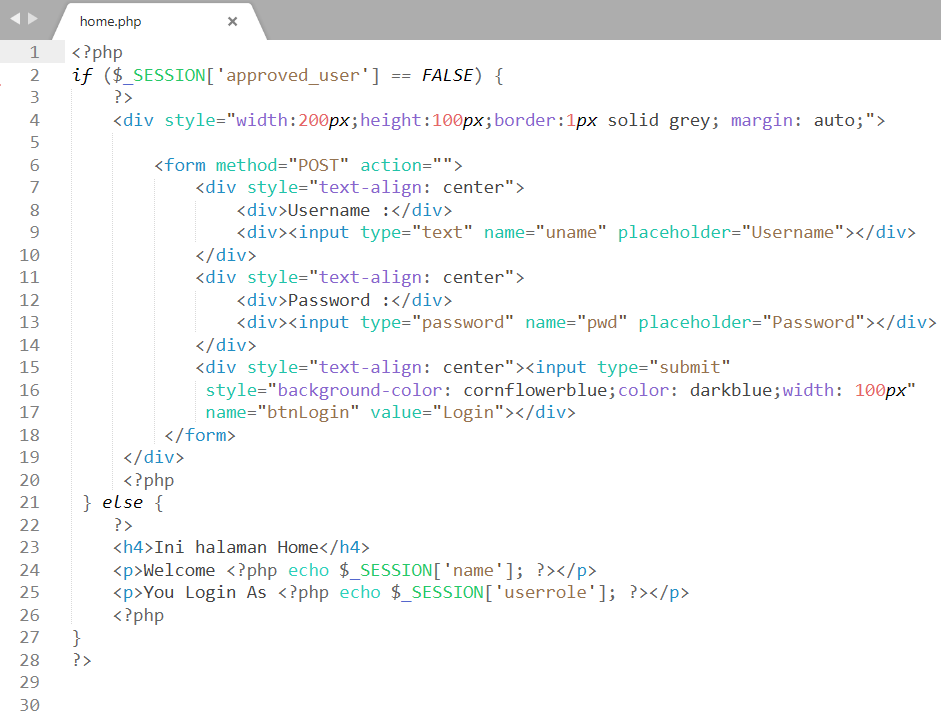 home.php ×
1 <?php
2 if ($_SESSION['approved_user'] == FALSE) {
3     ?>
4     <div style="width:200px;height:100px;border:1px solid grey; margin: auto;">
5
6         <form method="POST" action="">
7             <div style="text-align: center">
8                 <div>Username :</div>
9                 <div><input type="text" name="uname" placeholder="Username"></div>
10             </div>
11             <div style="text-align: center">
12                 <div>Password :</div>
13                 <div><input type="password" name="pwd" placeholder="Password"></div>
14             </div>
15             <div style="text-align: center"><input type="submit"
16              style="background-color: cornflowerblue;color: darkblue;width: 100px"
17              name="btnLogin" value="Login"></div>
18          </form>
19      </div>
20      <?php
21  } else {
22     ?>
23     <h4>Ini halaman Home</h4>
24     <p>Welcome <?php echo $_SESSION['name']; ?></p>
25     <p>You Login As <?php echo $_SESSION['userrole']; ?></p>
26     <?php
27 }
28 ?>
29
30